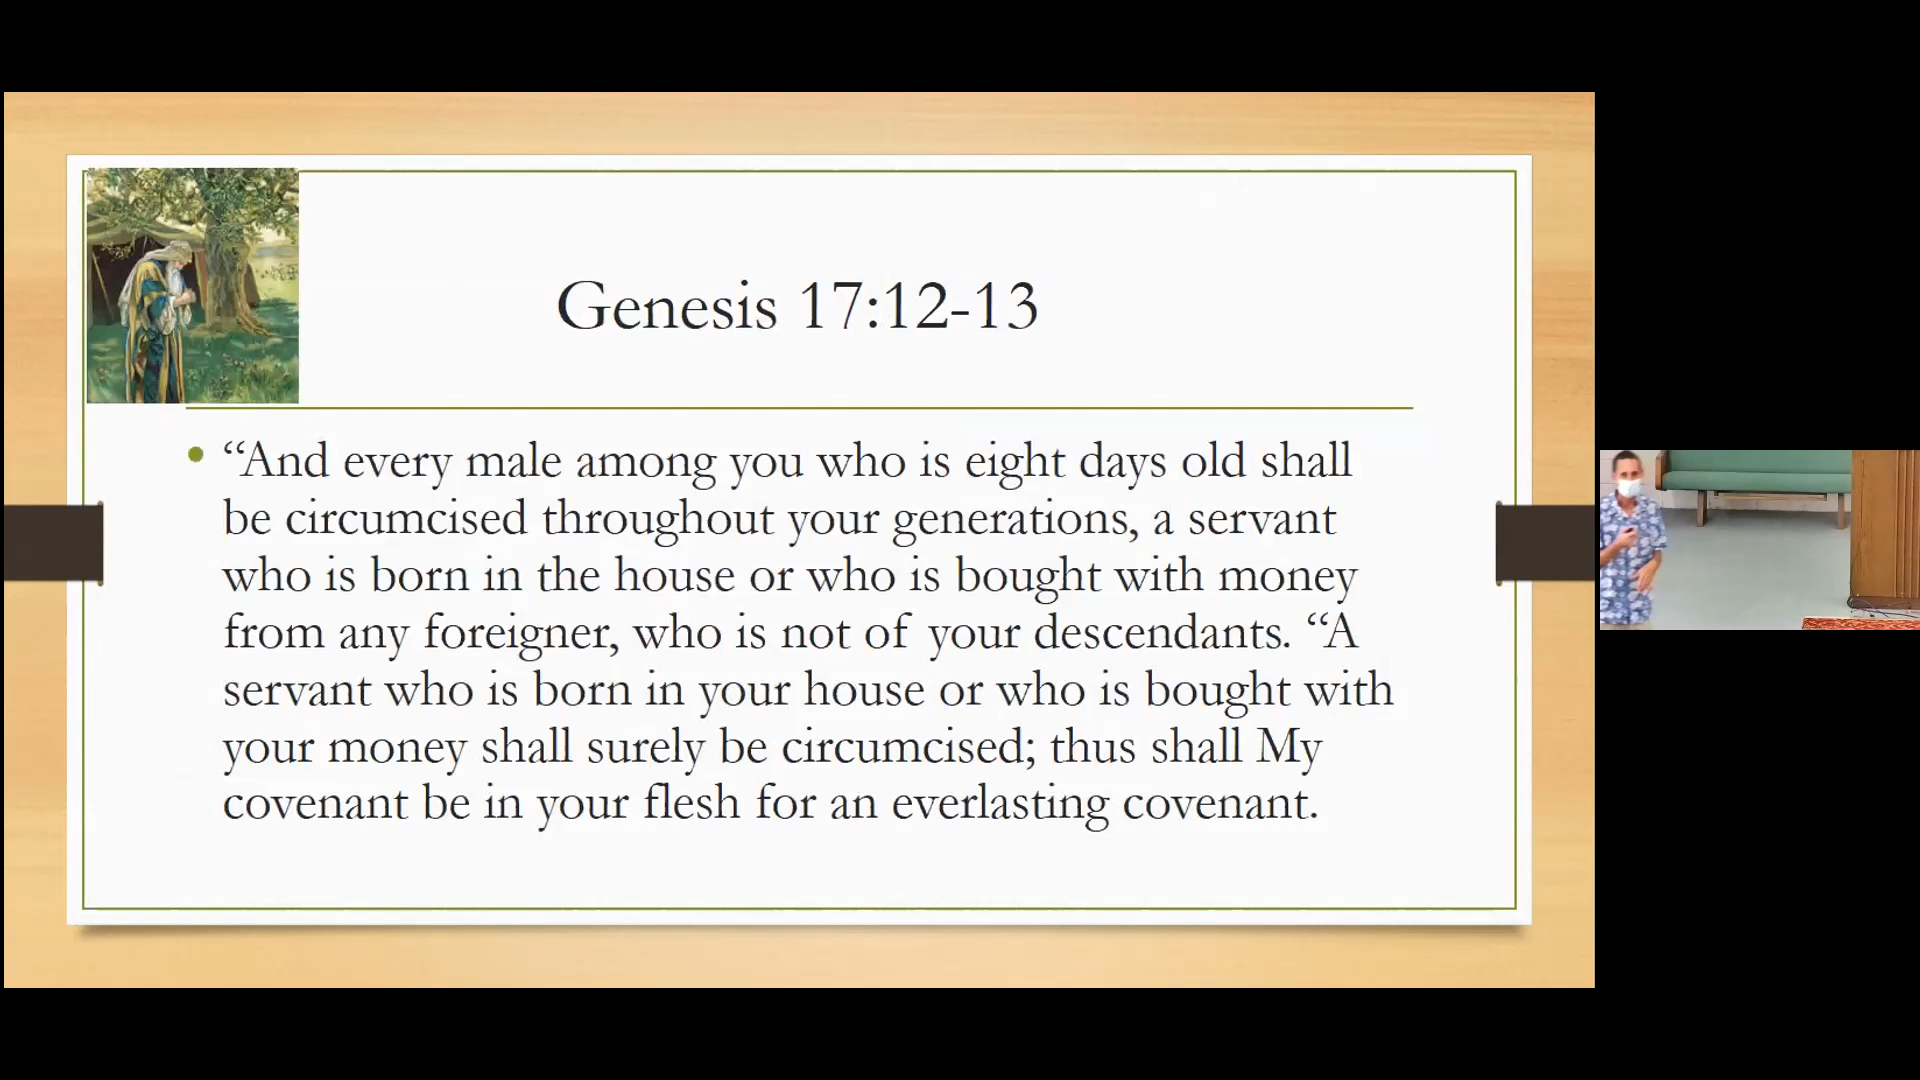 Genesis 17:12-13
“And every male among you who is eight days old shall
be circumcised throughout your generations, a servant
who is born in the house or who is bought with money
from any foreigner, who is not of your descendants. “A
servant who is born in your house or who is bought with
your money shall surely be circumcised; thus shall My
covenant be in your flesh for an everlasting covenant.